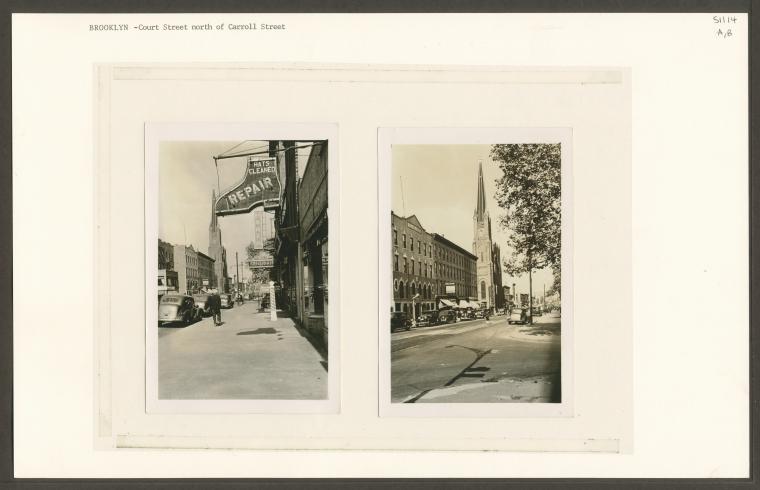 BROOKLYN -Court Street north of Carroll Street
S1114
A,B
HATS
CLEANED
REPAIR